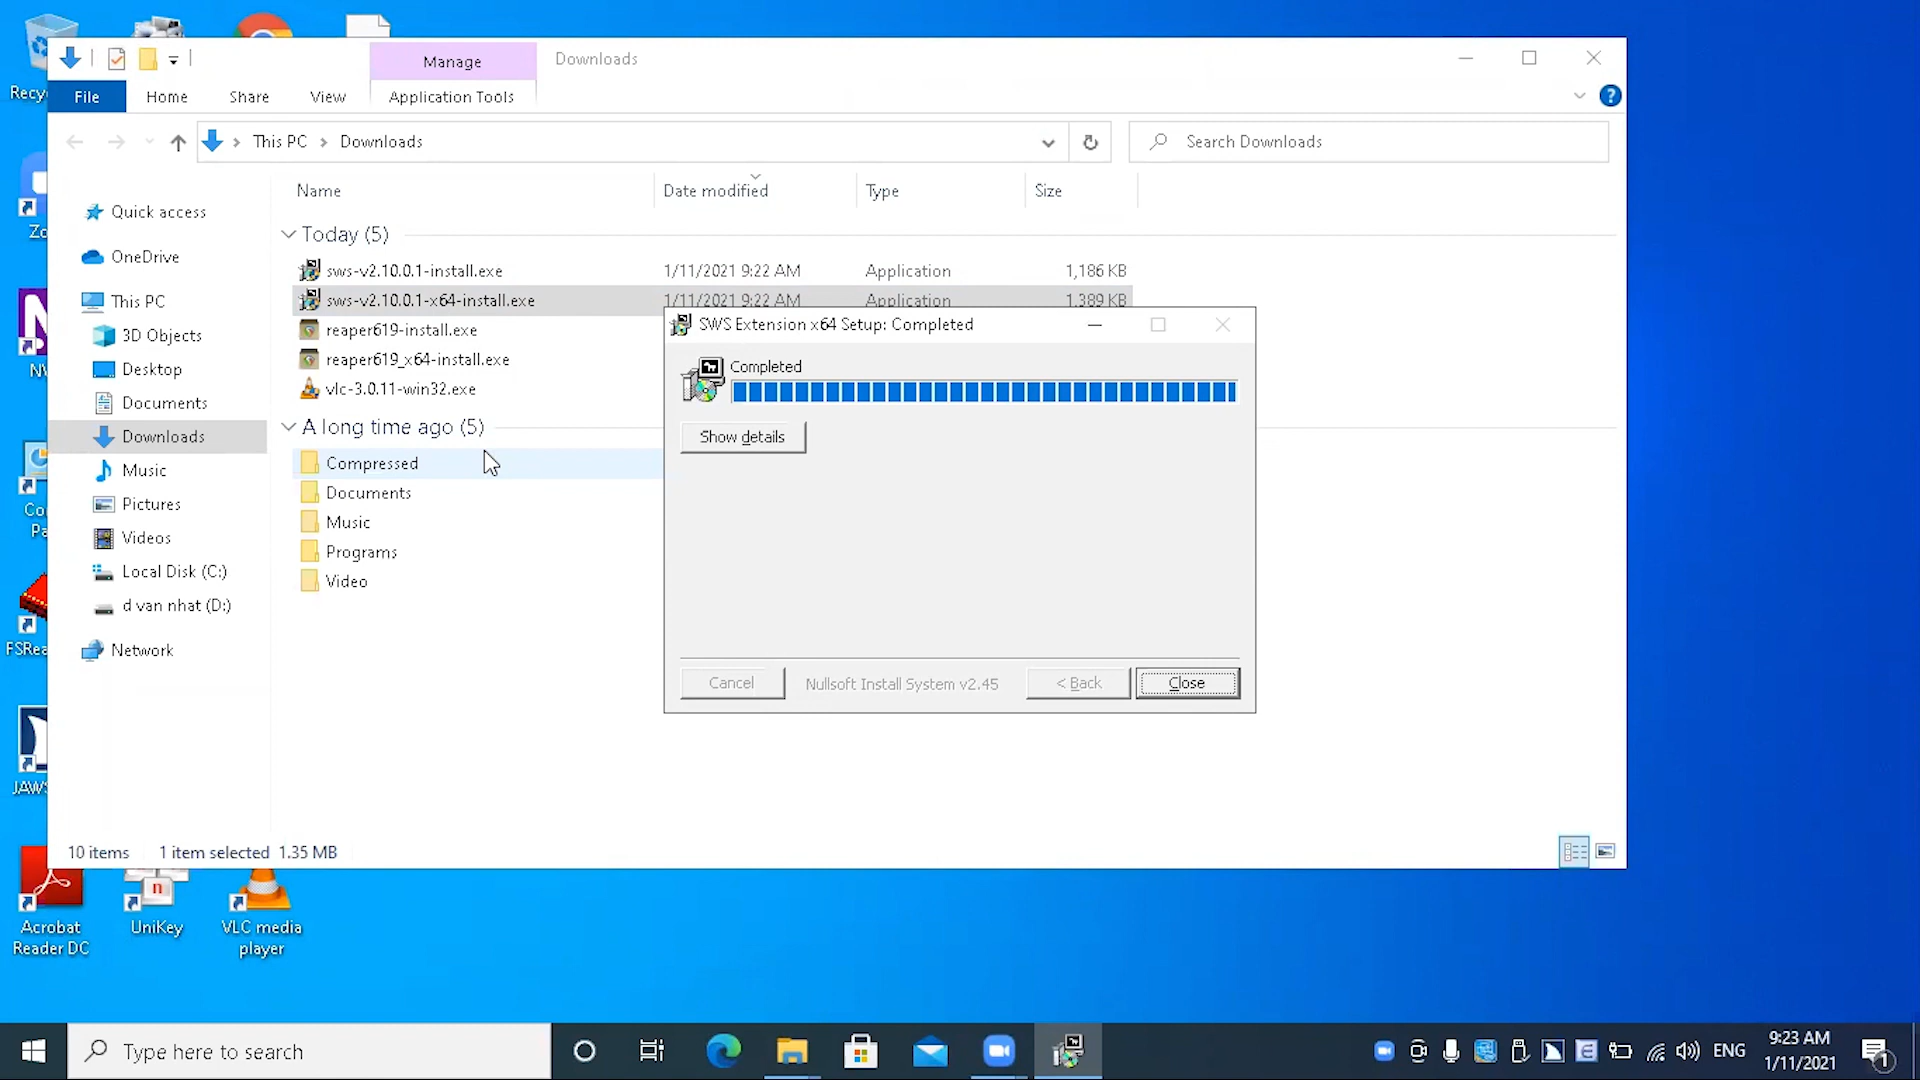 Manage
Downloads
File
Home
Share
View
Application Tools
This PC
Downloads
Search Downloads
Name
Date modified
Type
Size
Quick access
OneDrive
This PC
3D Objects
Desktop
Documents
Downloads
Music
Pictures
Videos
Local Disk (C:)
d van nhat (D:)
Network
Today (5)
sws-v2.10.0.1-install.exe
1/11/2021 9:22 AM
Application
1,186 KB
sws-v2.10.0.1-x64-install.exe
1/11/2021 9:22 AM
Application
1,389 KB
reaper619-install.exe
reaper619_x64-install.exe
vlc-3.0.11-win32.exe
A long time ago (5)
Compressed
Documents
Music
Programs
Video
SWS Extension x64 Setup: Completed
Completed
Show details
Cancel
Nullsoft Install System v2.45
< Back
Close
10 items
1 item selected 1.35 MB
Recy
Zo
NV
Co
Pa
FSRea
JAWS
Acrobat
Reader DC
UniKey
VLC media
player
Type here to search
ENG
9:23 AM
1/11/2021
1